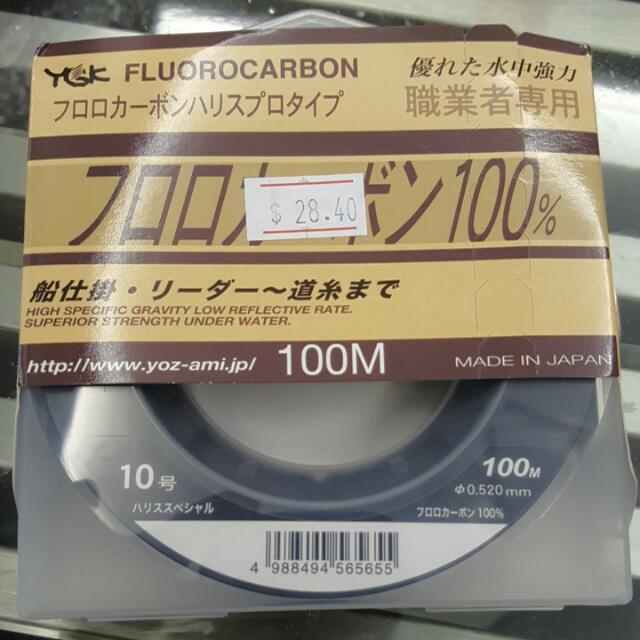 YGK FLUOROCARBON 優れた水中強力
フロロカーボンハリスプロタイプ 職業者専用
フロロカーボン100%
$ 28.40
船仕掛・リーダー〜道糸まで
HIGH SPECIFIC GRAVITY LOW REFLECTIVE RATE.
SUPERIOR STRENGTH UNDER WATER.
http://www.yoz-ami.jp/ 100M MADE IN JAPAN
10号 100M
ハリススペシャル φ0.520mm
フロロカーボン100%
4 988494 565655